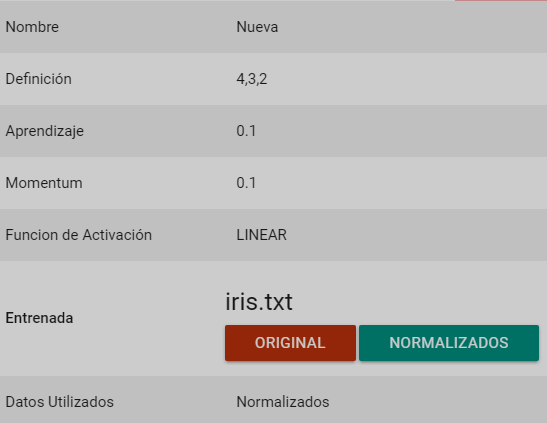 Nombre Nueva
Definición 4,3,2
Aprendizaje 0.1
Momentum 0.1
Funcion de Activación LINEAR
iris.txt
Entrenada
ORIGINAL NORMALIZADOS
Datos Utilizados Normalizados